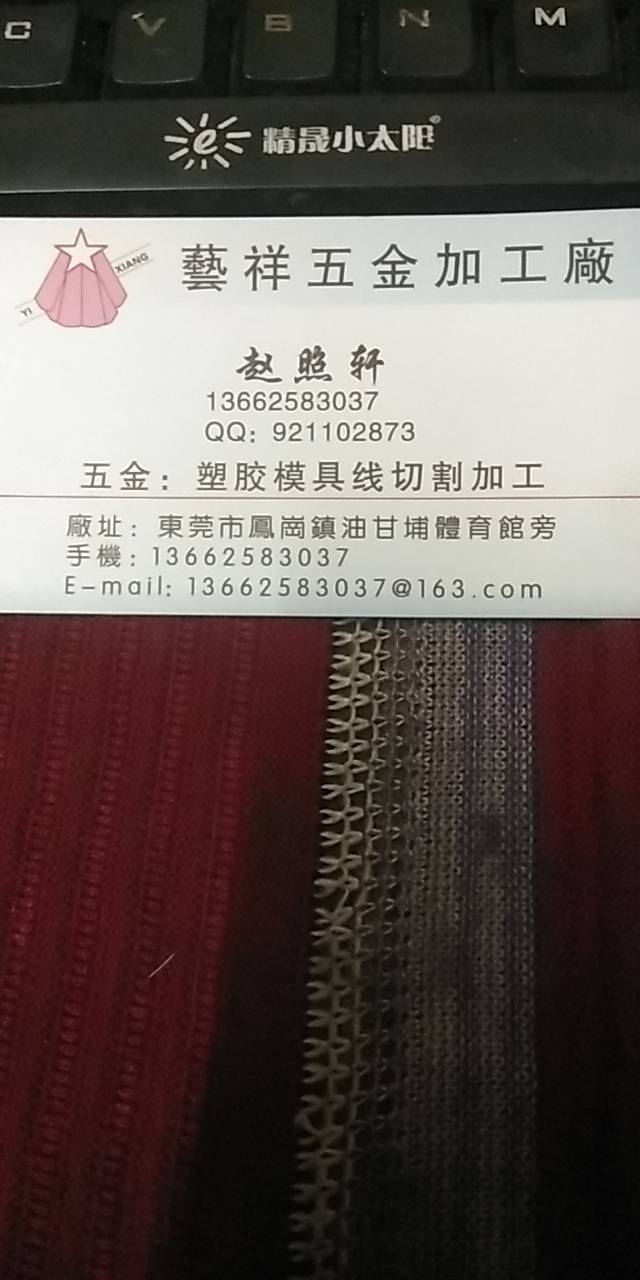 C V B N M
e 精晟小太阳®
YI XIANG
藝祥五金加工廠
赵照轩
13662583037
QQ: 921102873
五金: 塑胶模具线切割加工
廠址: 東莞市鳳崗鎮油甘埔體育館旁
手機: 13662583037
E-mail: 13662583037@163.com